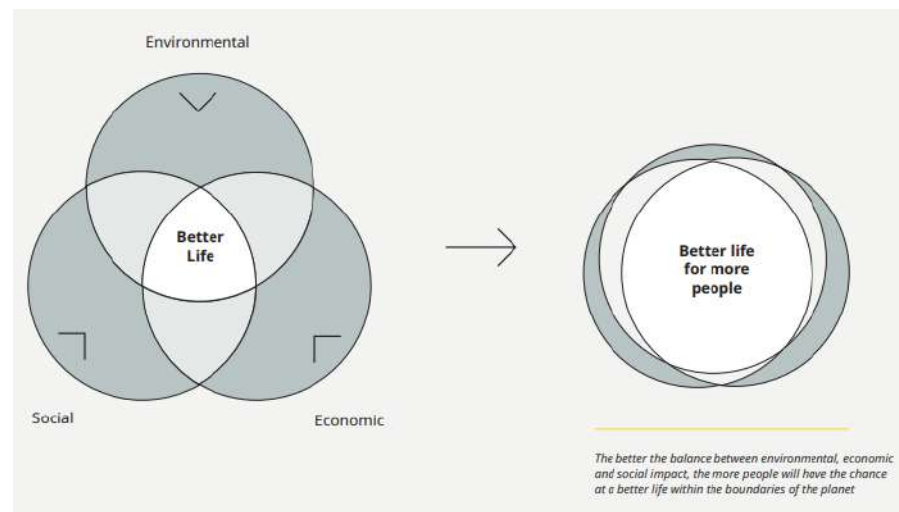 Environmental
Better
Life
Social
Economic
Better life
for more
people
The better the balance between environmental, economic
and social impact, the more people will have the chance
at a better life within the boundaries of the planet